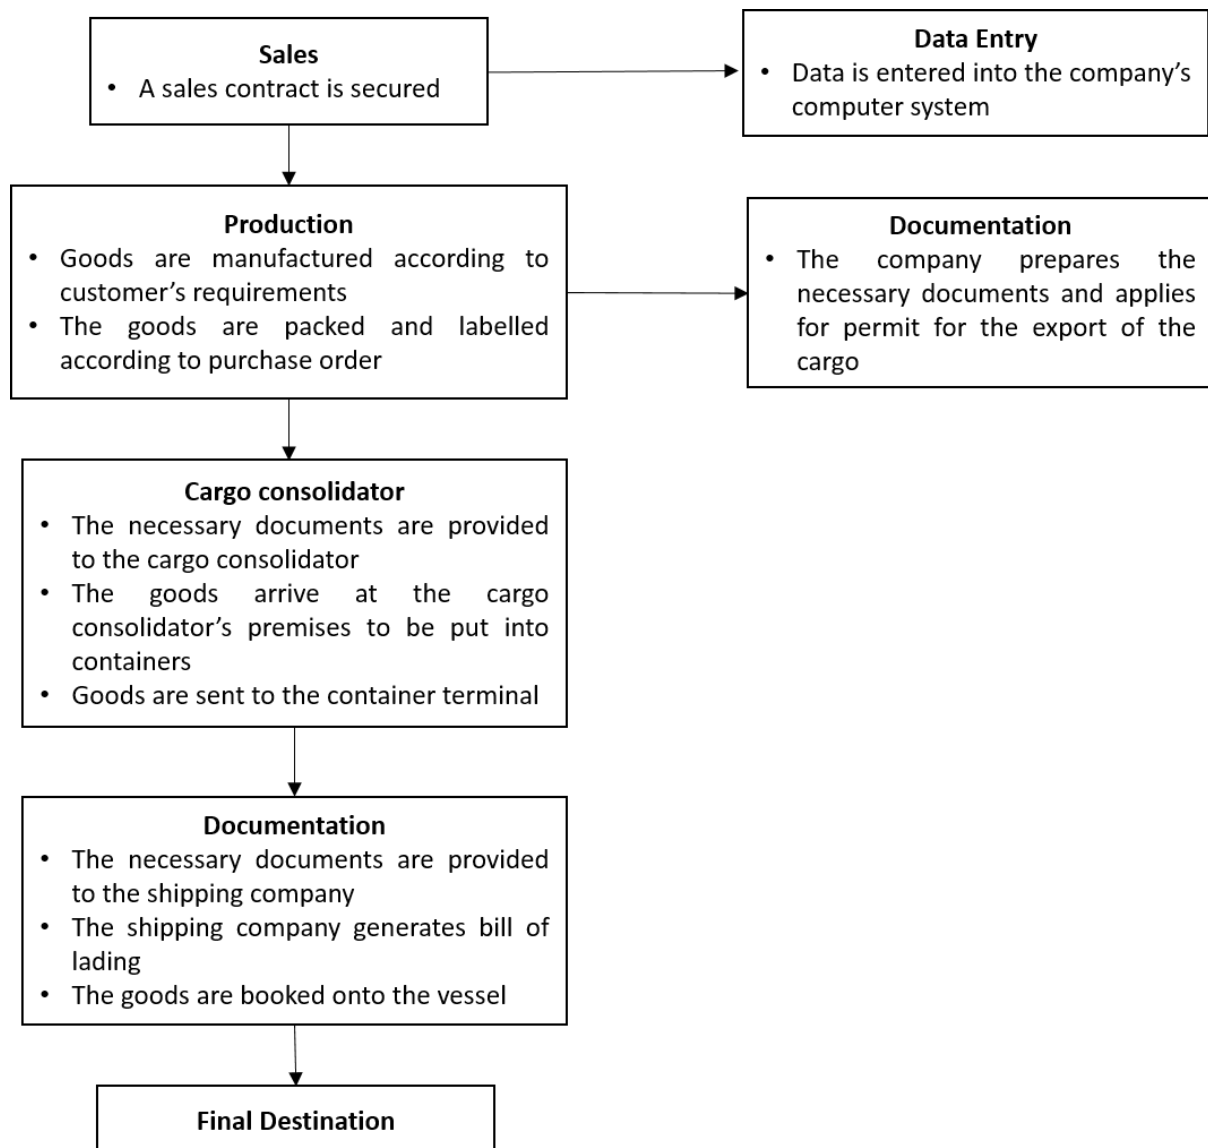 Sales
• A sales contract is secured
Data Entry
• Data is entered into the company’s
computer system
Production
• Goods are manufactured according to
customer’s requirements
• The goods are packed and labelled
according to purchase order
Documentation
• The company prepares the
necessary documents and applies
for permit for the export of the
cargo
Cargo consolidator
• The necessary documents are provided
to the cargo consolidator
• The goods arrive at the cargo
consolidator’s premises to be put into
containers
• Goods are sent to the container terminal
Documentation
• The necessary documents are provided
to the shipping company
• The shipping company generates bill of
lading
• The goods are booked onto the vessel
Final Destination